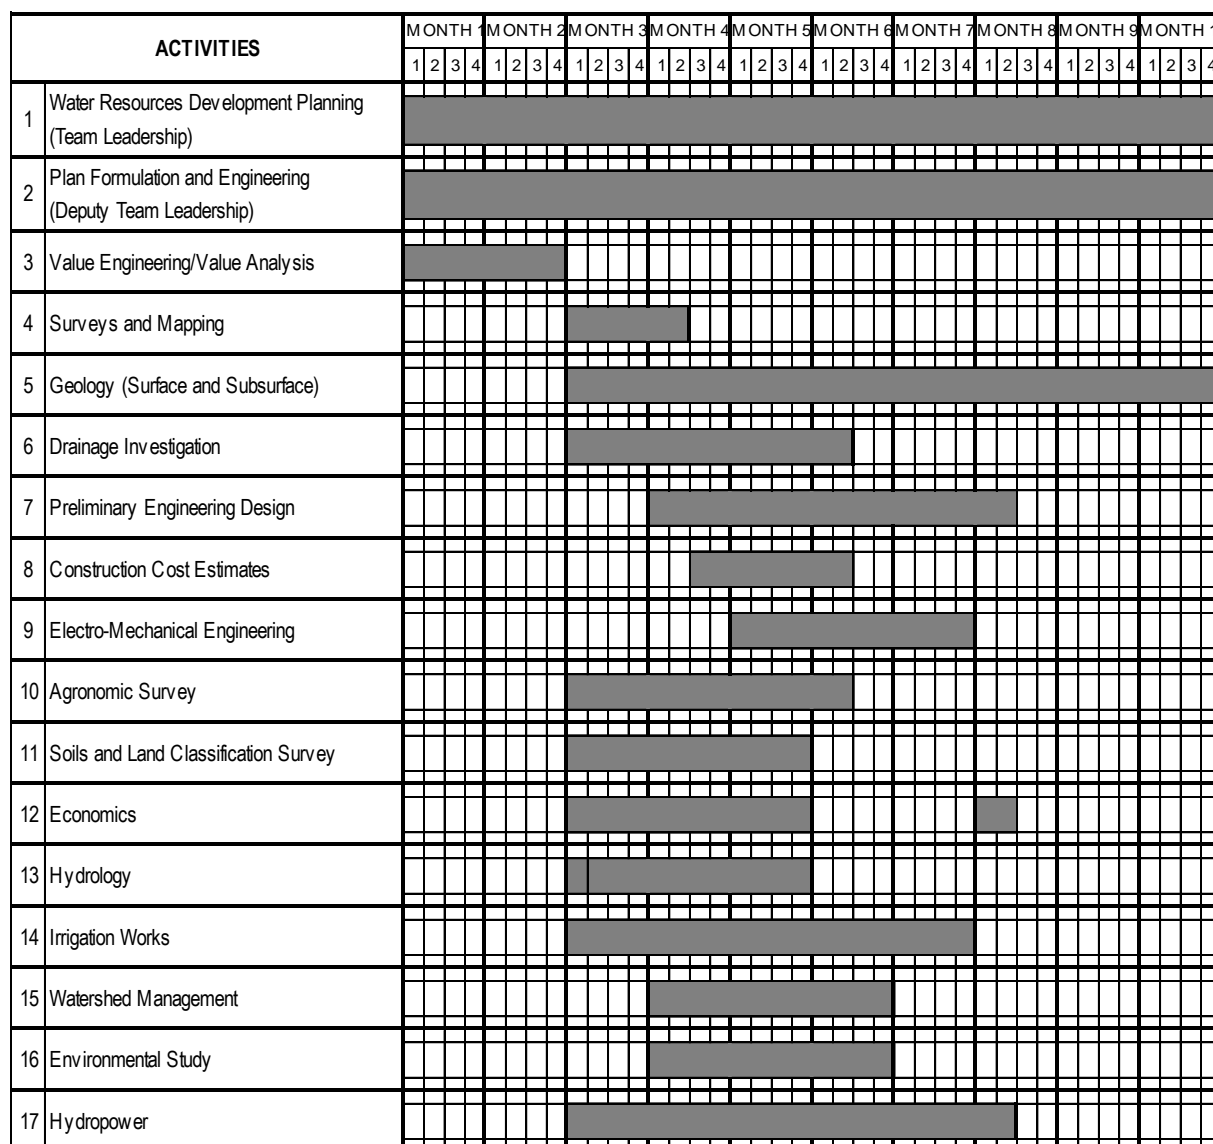 ACTIVITIES
MONTH 1 MONTH 2 MONTH 3 MONTH 4 MONTH 5 MONTH 6 MONTH 7 MONTH 8 MONTH 9 MONTH 1
1 2 3 4 1 2 3 4 1 2 3 4 1 2 3 4 1 2 3 4 1 2 3 4 1 2 3 4 1 2 3 4 1 2 3 4 1 2 3 4
1 Water Resources Development Planning
(Team Leadership)
2 Plan Formulation and Engineering
(Deputy Team Leadership)
3 Value Engineering/Value Analysis
4 Surveys and Mapping
5 Geology (Surface and Subsurface)
6 Drainage Investigation
7 Preliminary Engineering Design
8 Construction Cost Estimates
9 Electro-Mechanical Engineering
10 Agronomic Survey
11 Soils and Land Classification Survey
12 Economics
13 Hydrology
14 Irrigation Works
15 Watershed Management
16 Environmental Study
17 Hydropower